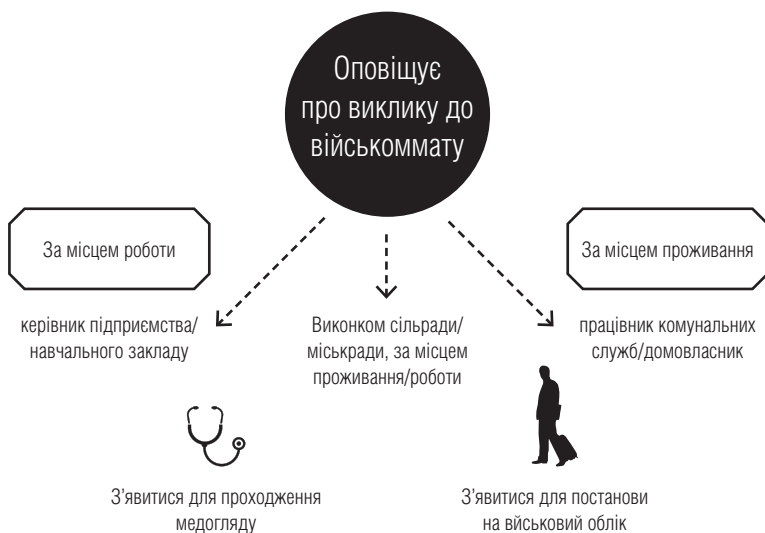 Оповіщує
про виклику до
військоммату
За місцем роботи
За місцем проживання
керівник підприємства/
навчального закладу
Виконком сільради/
міськради, за місцем
проживання/роботи
працівник комунальних
служб/домовласник
З’явитися для проходження
медогляду
З’явитися для постанови
на вйськовий облік